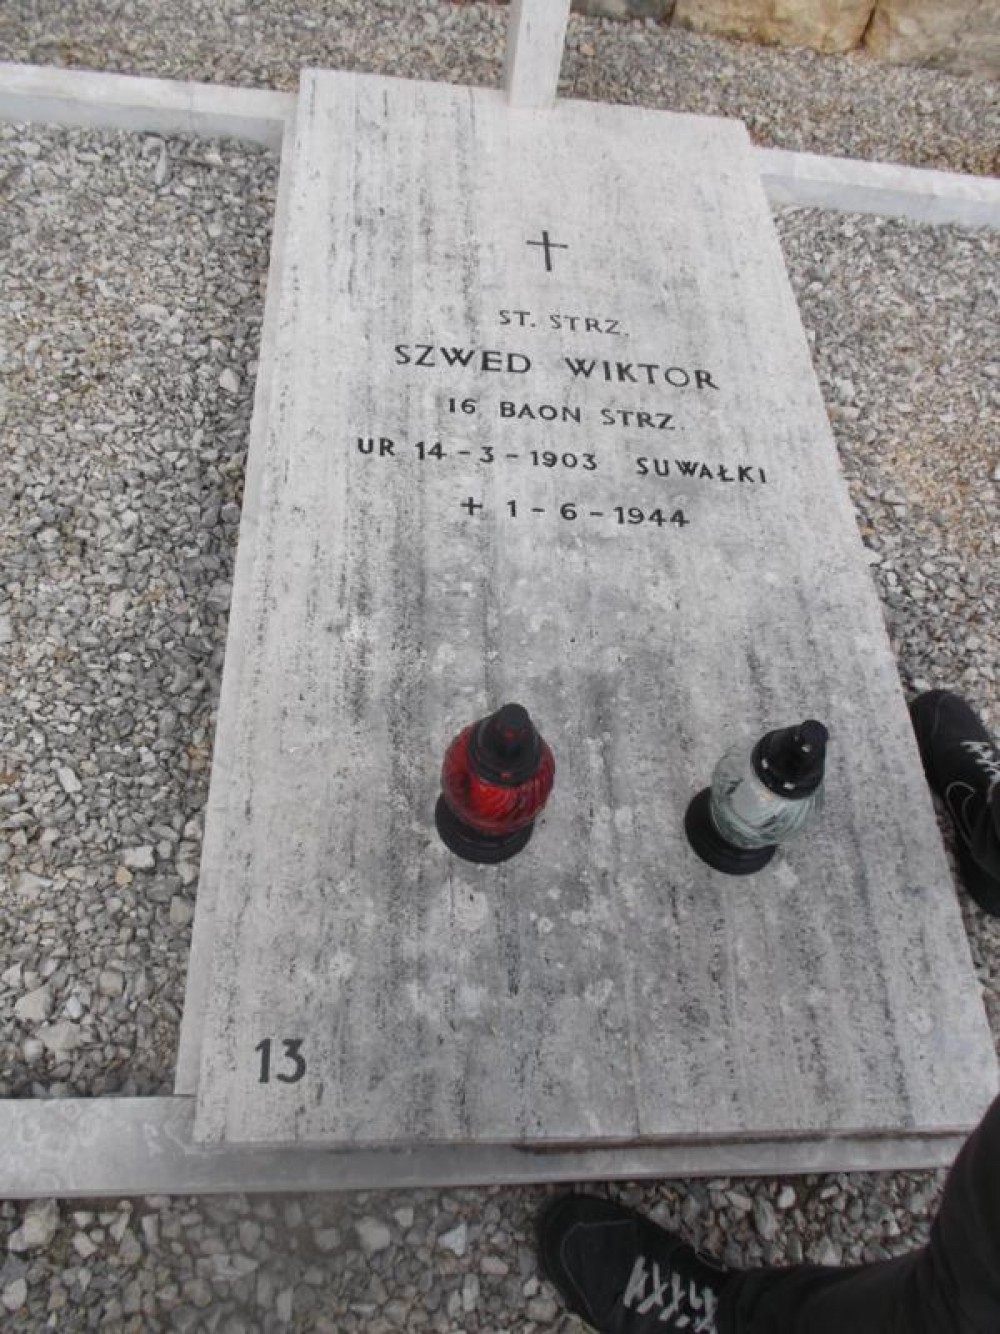 ST. STRZ.
SZWED WIKTOR
16 BAON STRZ.
UR 14-3-1903 SUWAŁKI
+ 1-6-1944
13